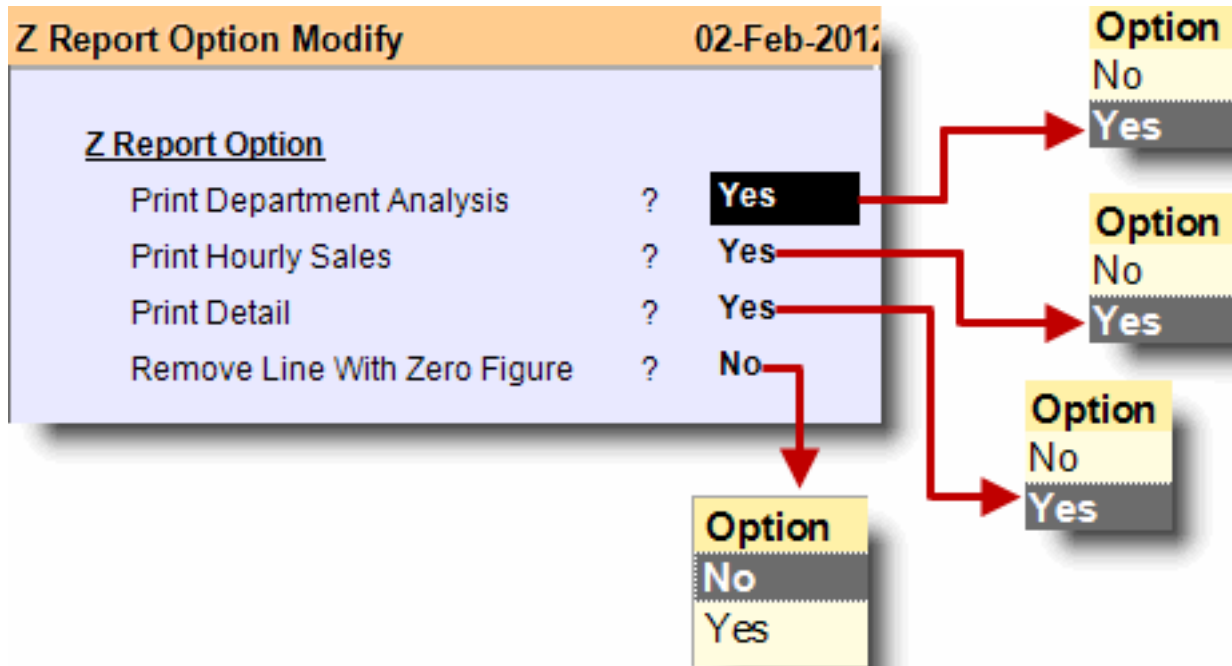 Z Report Option Modify 02-Feb-2012
Z Report Option
Print Department Analysis ? Yes
Print Hourly Sales ? Yes
Print Detail ? Yes
Remove Line With Zero Figure ? No
Option
No
Yes
Option
No
Yes
Option
No
Yes
Option
No
Yes